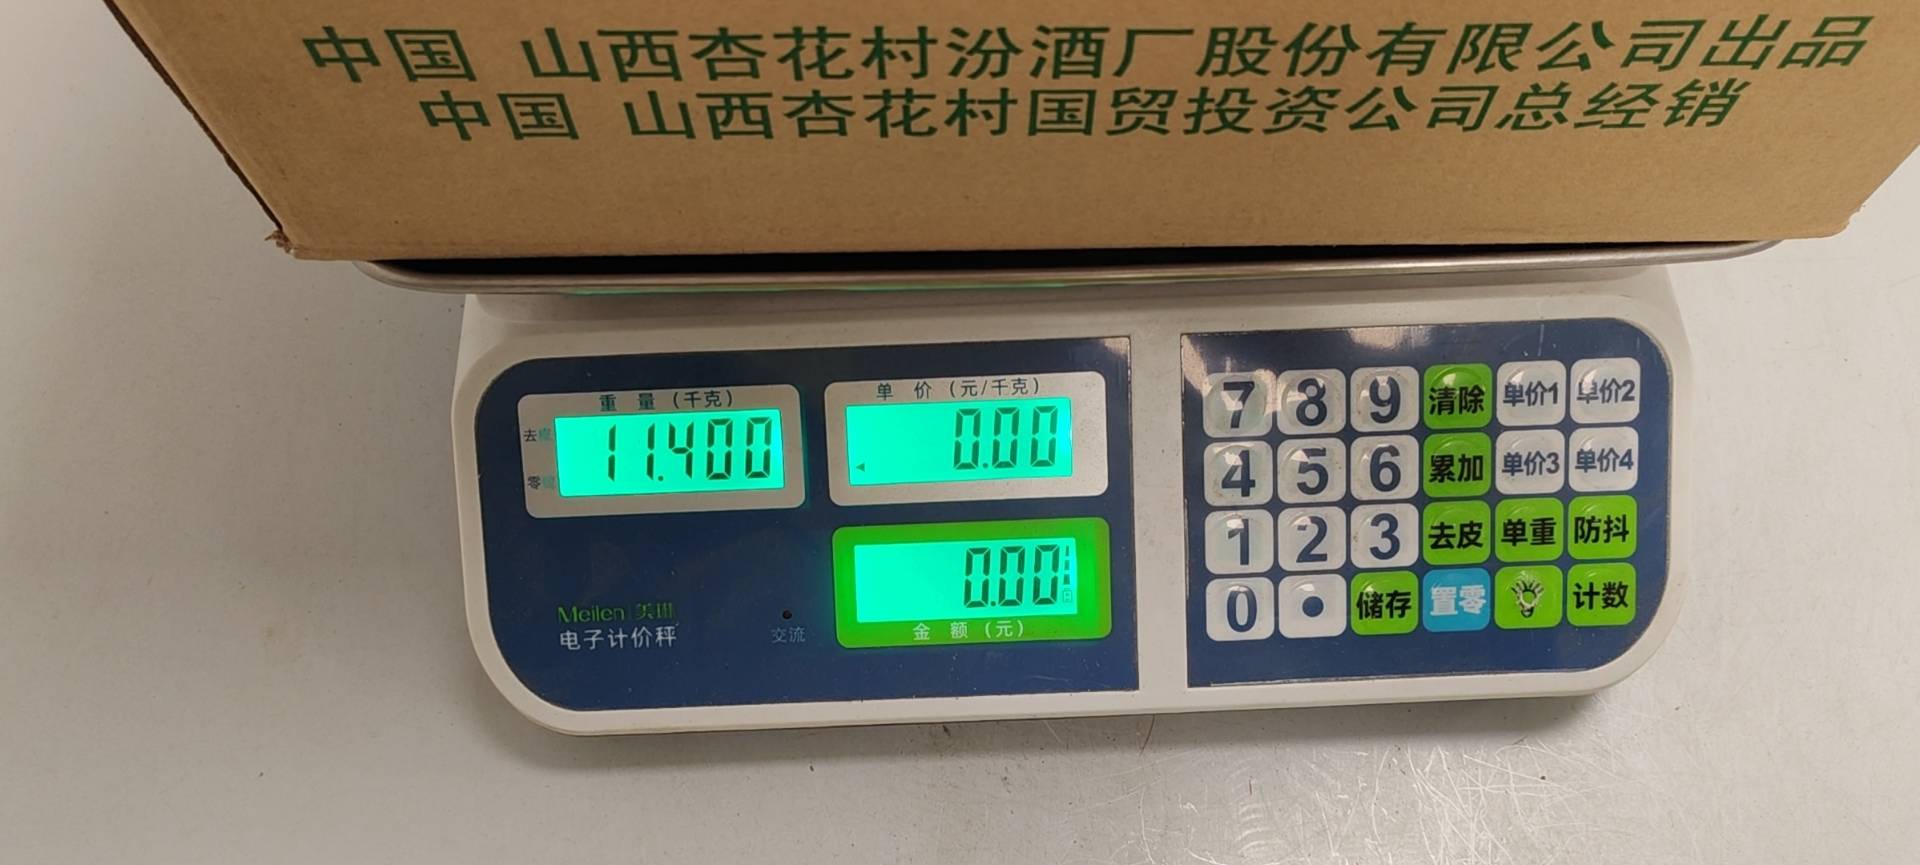 中国 山西杏花村汾酒厂股份有限公司出品
中国 山西杏花村国贸投资公司总经销
重 量 (千克)
去
零
11.400
单 价 (元/千克)
0.00
0.00
金 额 (元)
Meilen 美
电子计价秤
交流
7 8 9 清除 单价1 单价2
4 5 6 累加 单价3 单价4
1 2 3 去皮 单重 防抖
0 . 储存 置零 计数